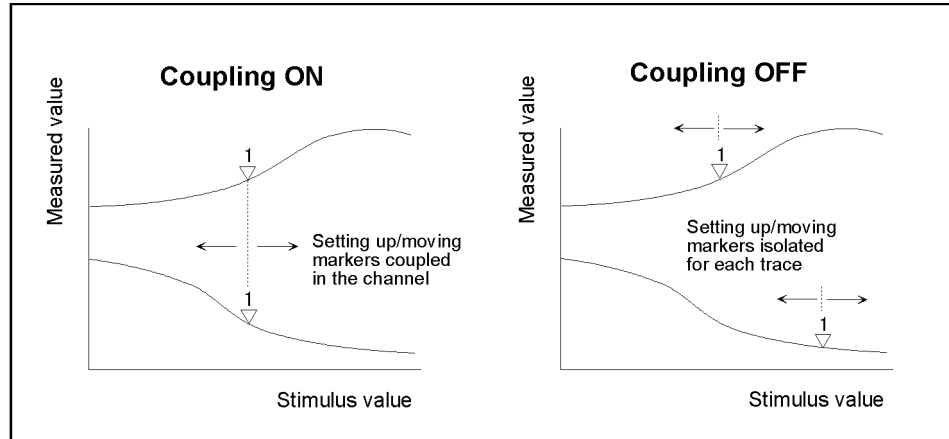 Coupling ON
Measured value
1
Setting up/moving
markers coupled
in the channel
1
Stimulus value
Coupling OFF
Measured value
1
Setting up/moving
markers isolated
for each trace
1
Stimulus value